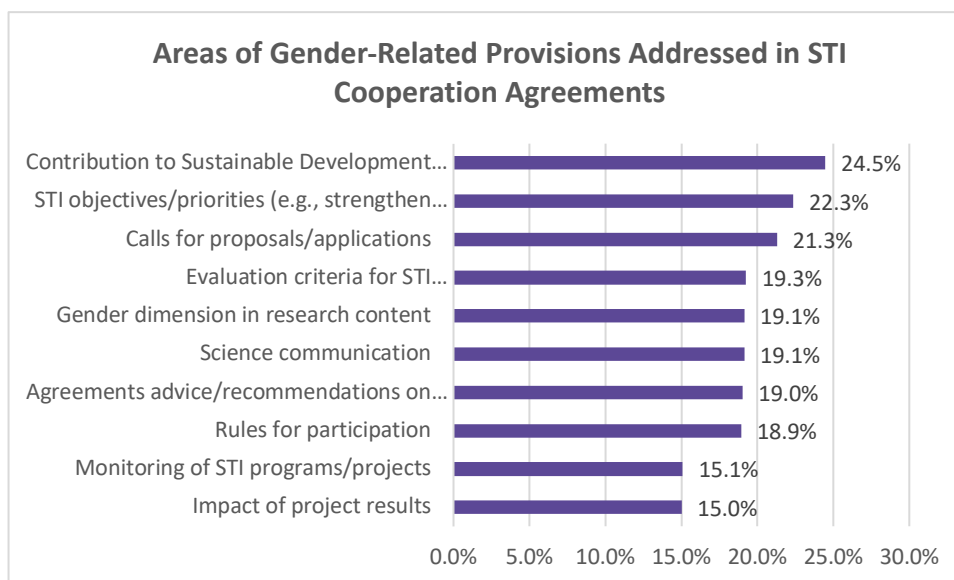 Areas of Gender-Related Provisions Addressed in STI
Cooperation Agreements
Contribution to Sustainable Development... 24.5%
STI objectives/priorities (e.g., strengthen... 22.3%
Calls for proposals/applications 21.3%
Evaluation criteria for STI... 19.3%
Gender dimension in research content 19.1%
Science communication 19.1%
Agreements advice/recommendations on... 19.0%
Rules for participation 18.9%
Monitoring of STI programs/projects 15.1%
Impact of project results 15.0%
0.0% 5.0% 10.0% 15.0% 20.0% 25.0% 30.0%